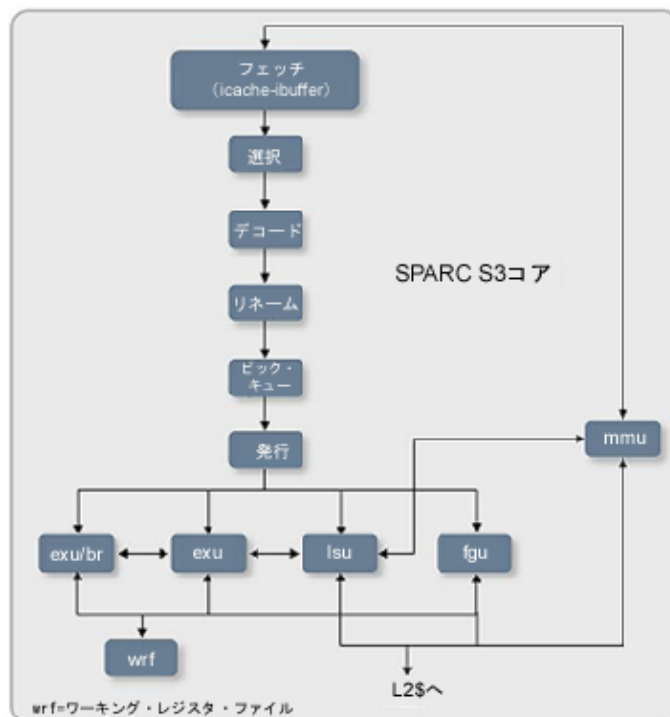 フェッチ
(icache-ibuffer)
選択
デコード
リネーム
ピック・
キュー
発行
SPARC S3コア
mmu
exu/br
exu
lsu
fgu
wrf
L2$へ
wrf=ワーキング・レジスタ・ファイル